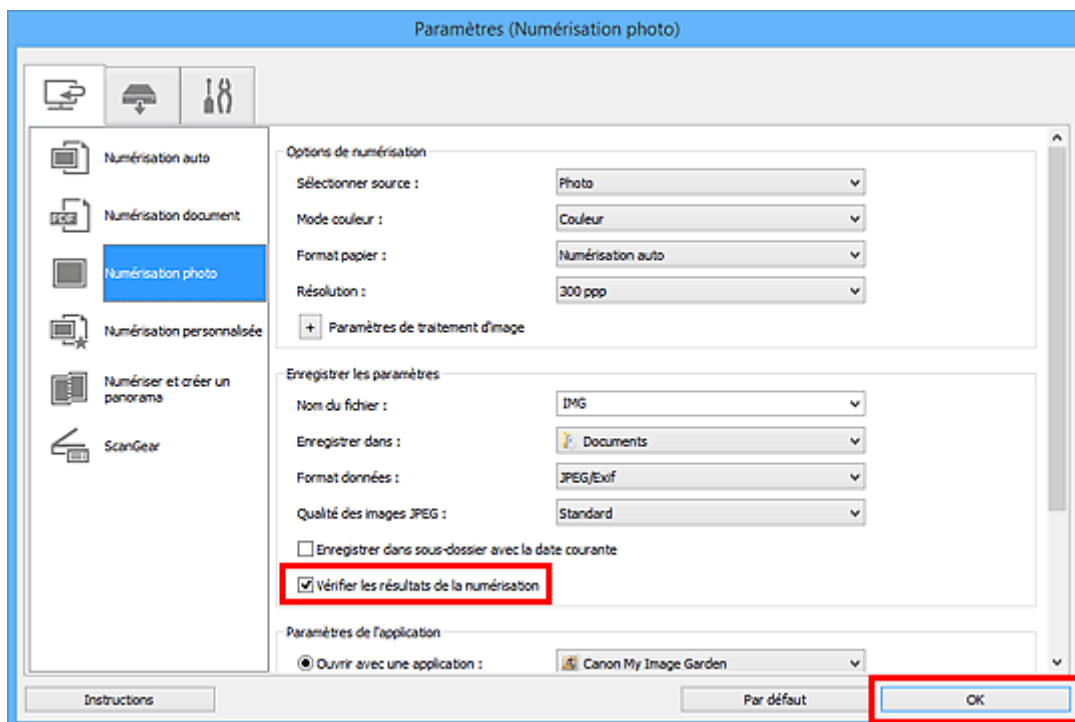 Paramètres (Numérisation photo)
Numérisation auto
PDF
Numérisation document
Numérisation photo
Numérisation personnalisée
Numériser et créer un
panorama
ScanGear
Options de numérisation
Sélectionner source : Photo
Mode couleur : Couleur
Format papier : Numérisation auto
Résolution : 300 ppp
+ Paramètres de traitement d'image
Enregistrer les paramètres
Nom du fichier : IMG
Enregistrer dans : Documents
Format données : JPEG/Exif
Qualité des images JPEG : Standard
Enregistrer dans sous-dossier avec la date courante
Vérifier les résultats de la numérisation
Paramètres de l'application
Ouvrir avec une application : Canon My Image Garden
Instructions
Par défaut
OK